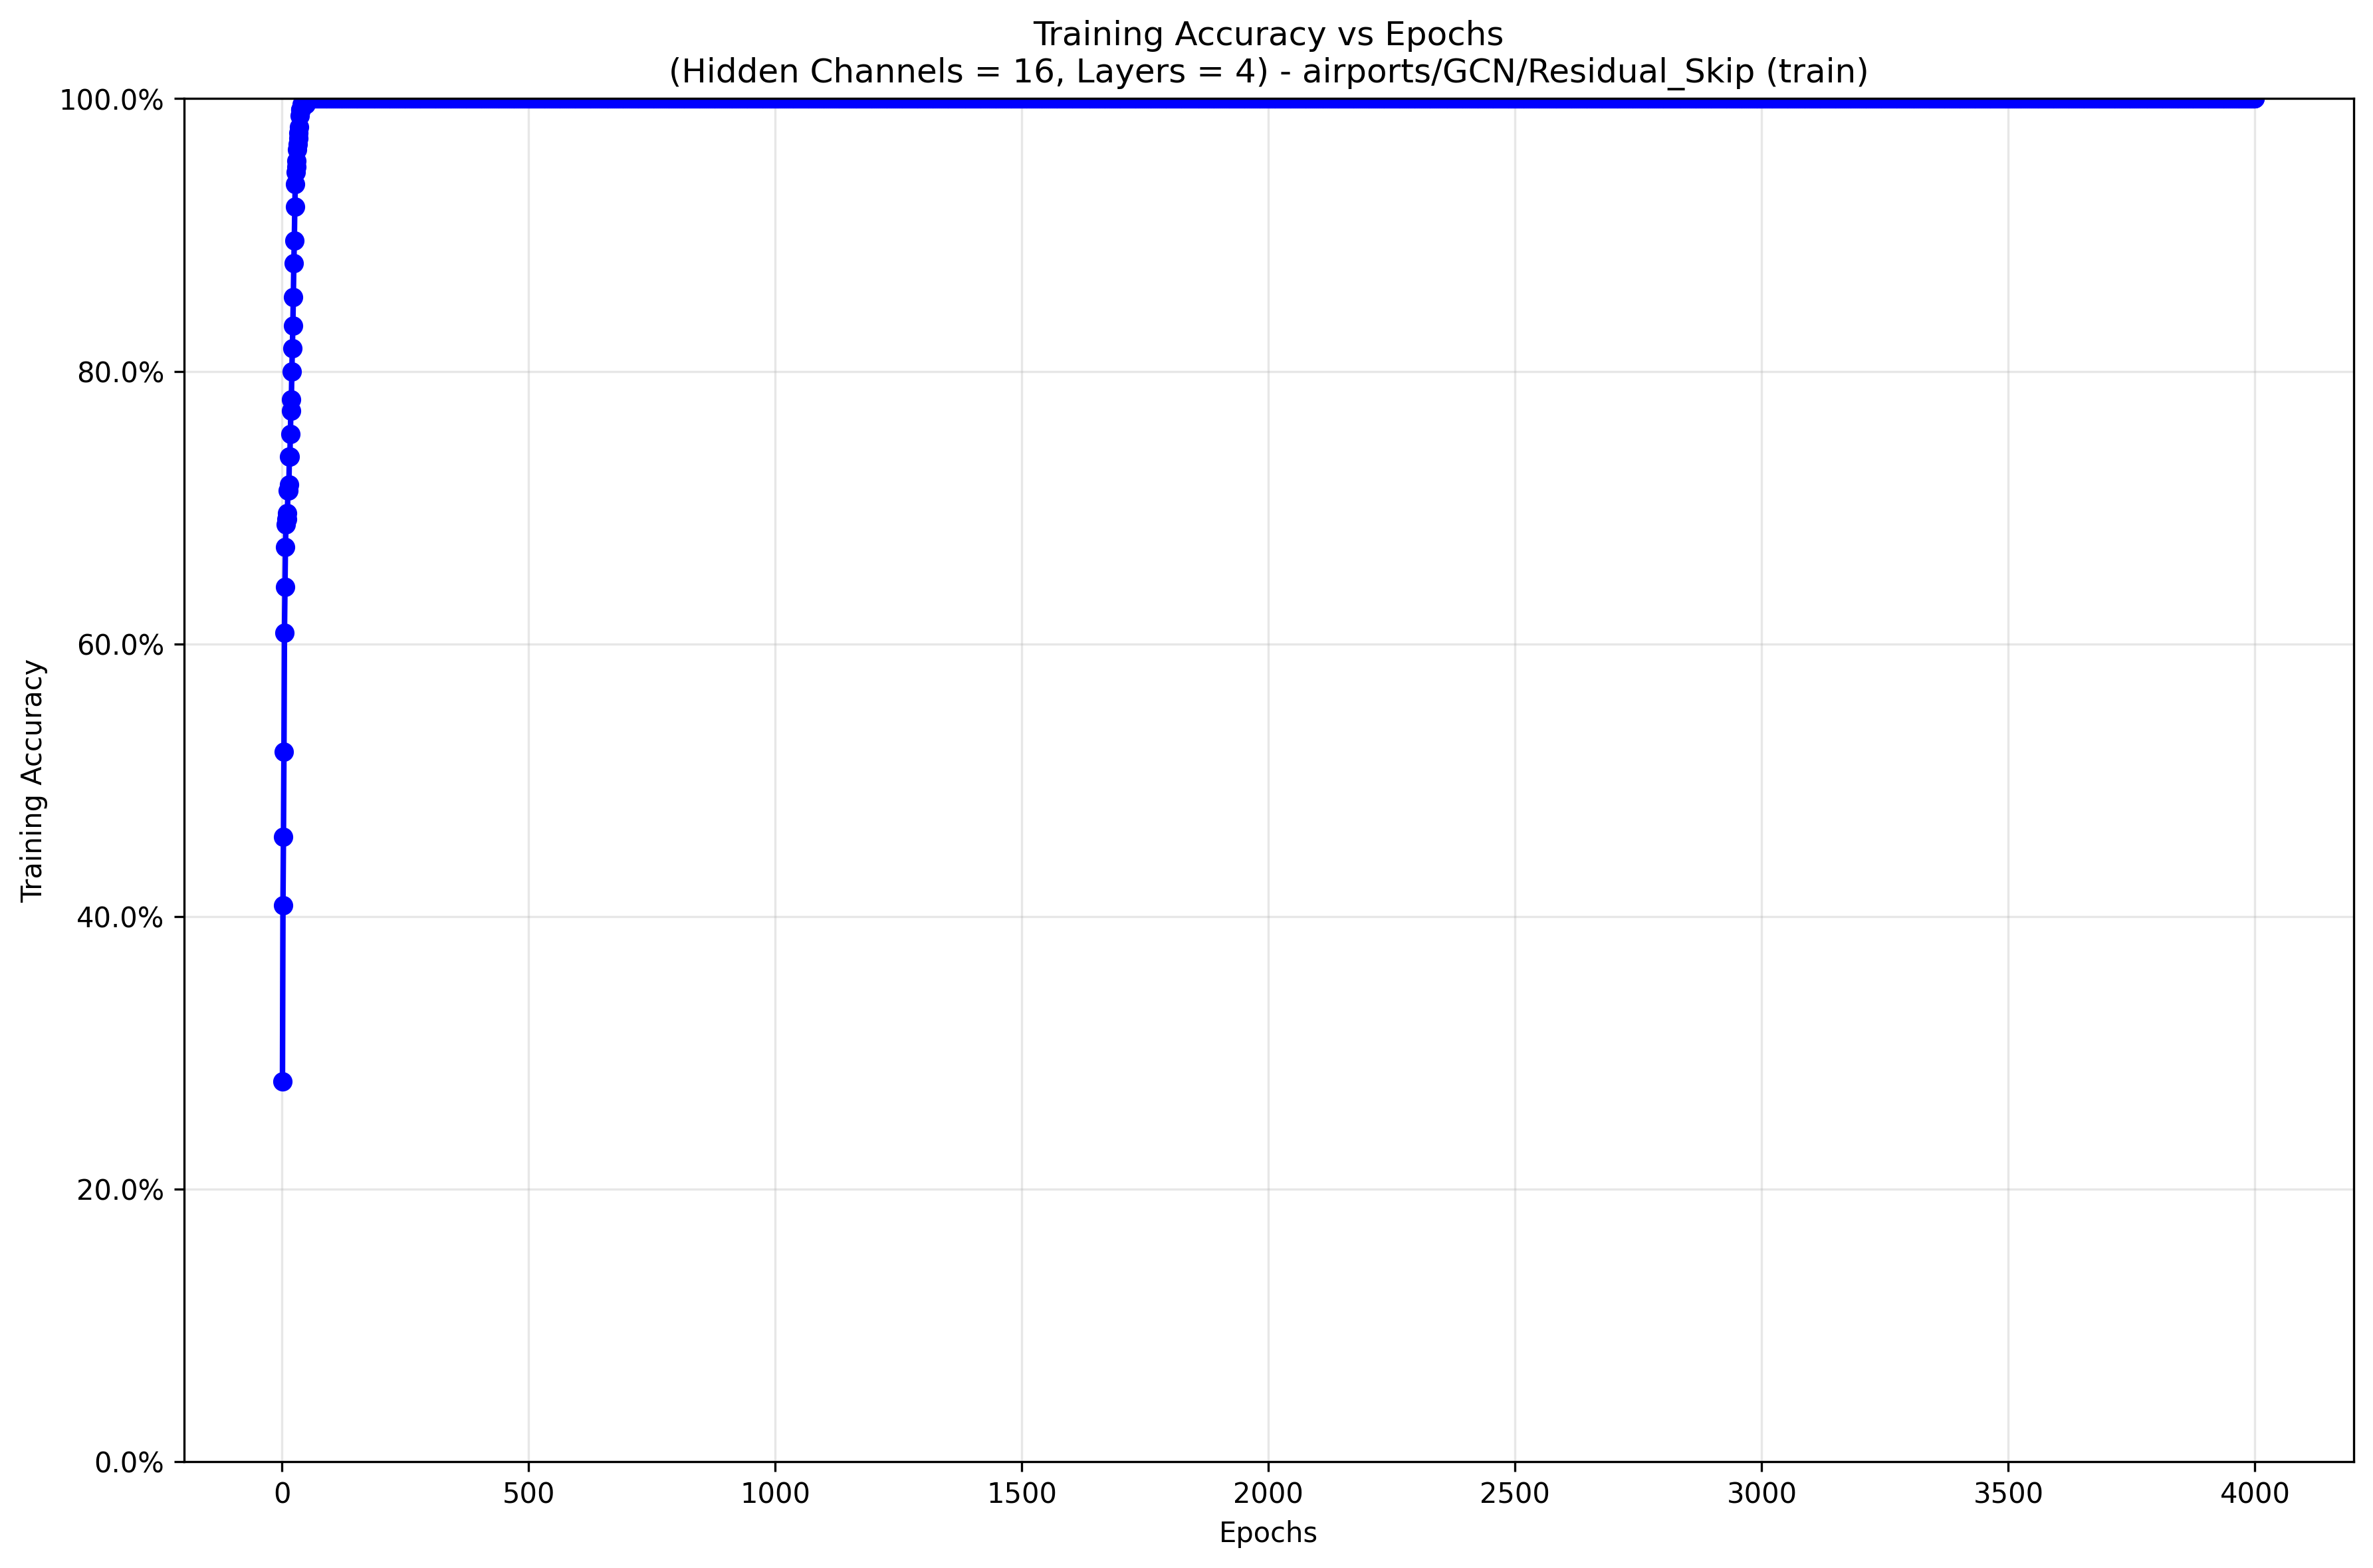 Training Accuracy vs Epochs
(Hidden Channels = 16, Layers = 4) - airports/GCN/Residual_Skip (train)
100.0%
80.0%
60.0%
40.0%
20.0%
0.0%
Training Accuracy
0 500 1000 1500 2000 2500 3000 3500 4000
Epochs